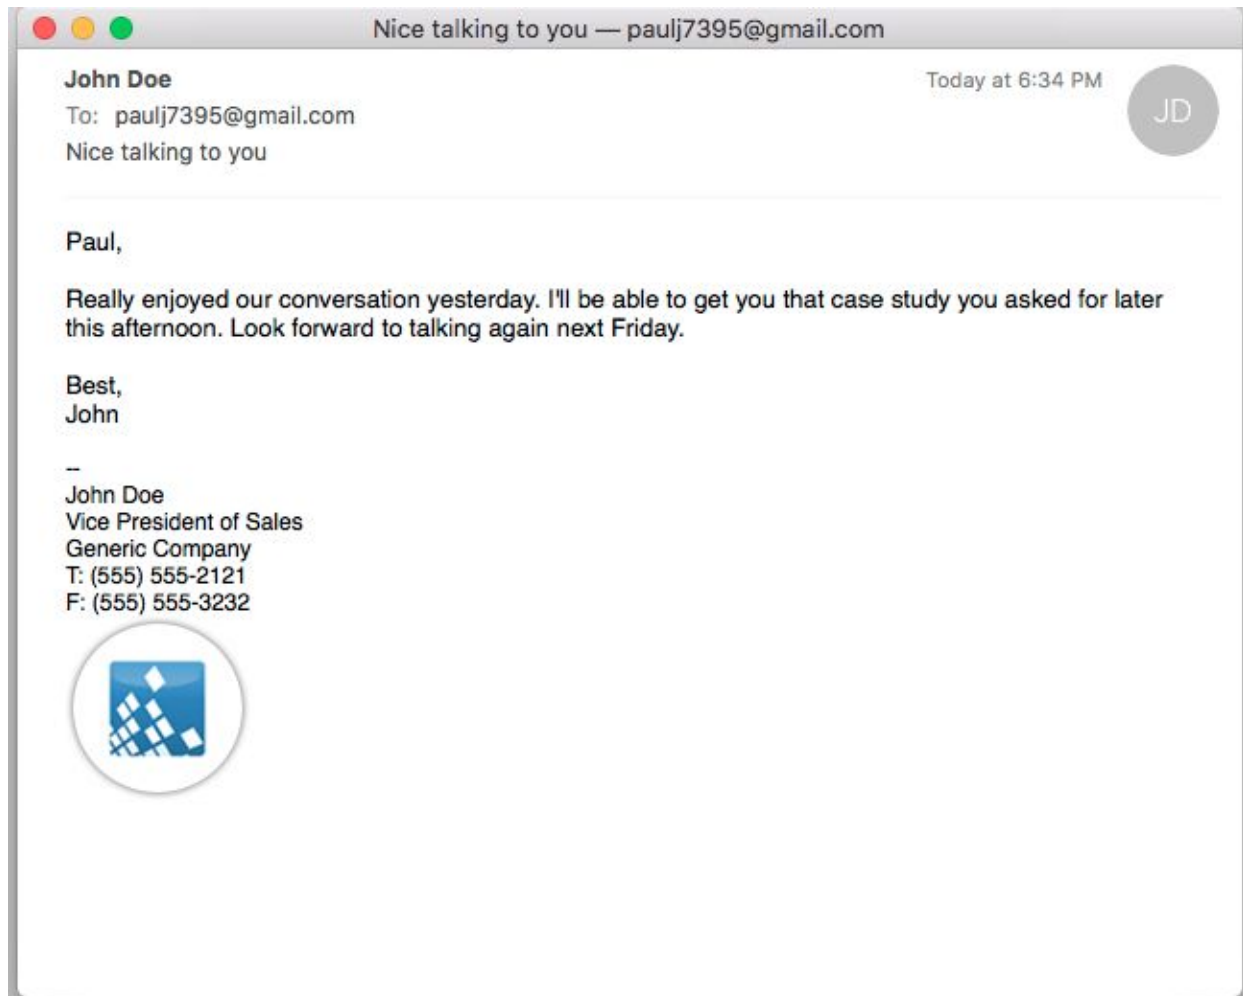 Nice talking to you — paulj7395@gmail.com
John Doe
Today at 6:34 PM
JD
To: paulj7395@gmail.com
Nice talking to you
Paul,
Really enjoyed our conversation yesterday. I'll be able to get you that case study you asked for later
this afternoon. Look forward to talking again next Friday.
Best,
John
--
John Doe
Vice President of Sales
Generic Company
T: (555) 555-2121
F: (555) 555-3232